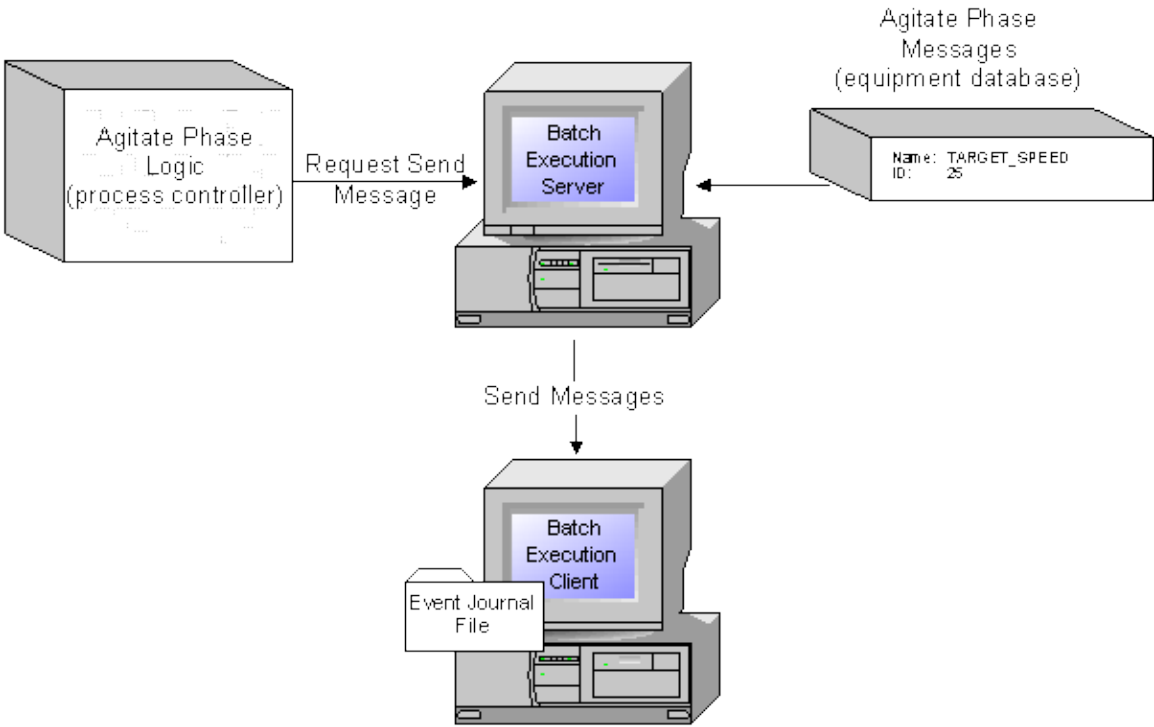 Agitate Phase
Messages
(equipment database)
Agitate Phase
Logic
(process controller)
Request Send
Message
Batch
Execution
Server
Name: TARGET_SPEED
ID: 25
Send Messages
Batch
Execution
Client
Event Journal
File